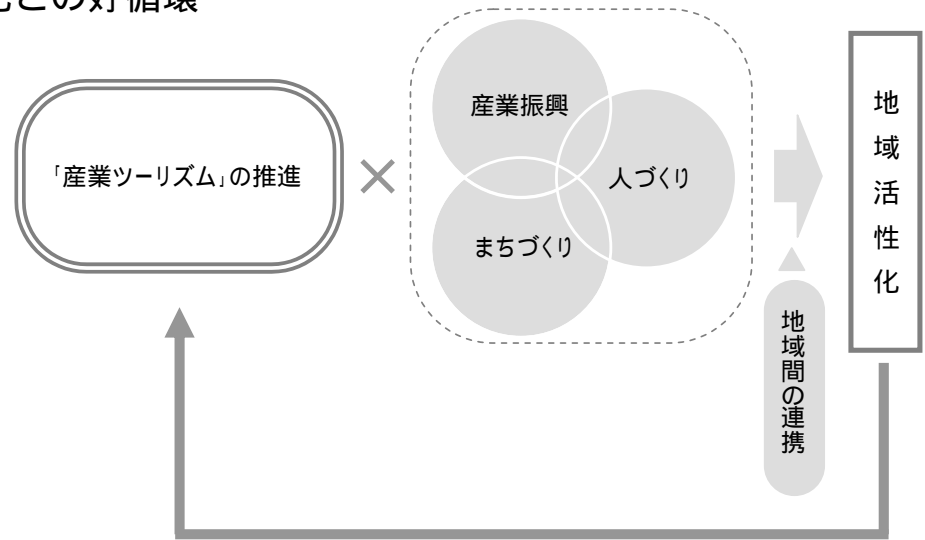 との好循環
産業振興
「産業ツーリズム」の推進
×
人づくり
まちづくり
地域活性化
地域間の連携